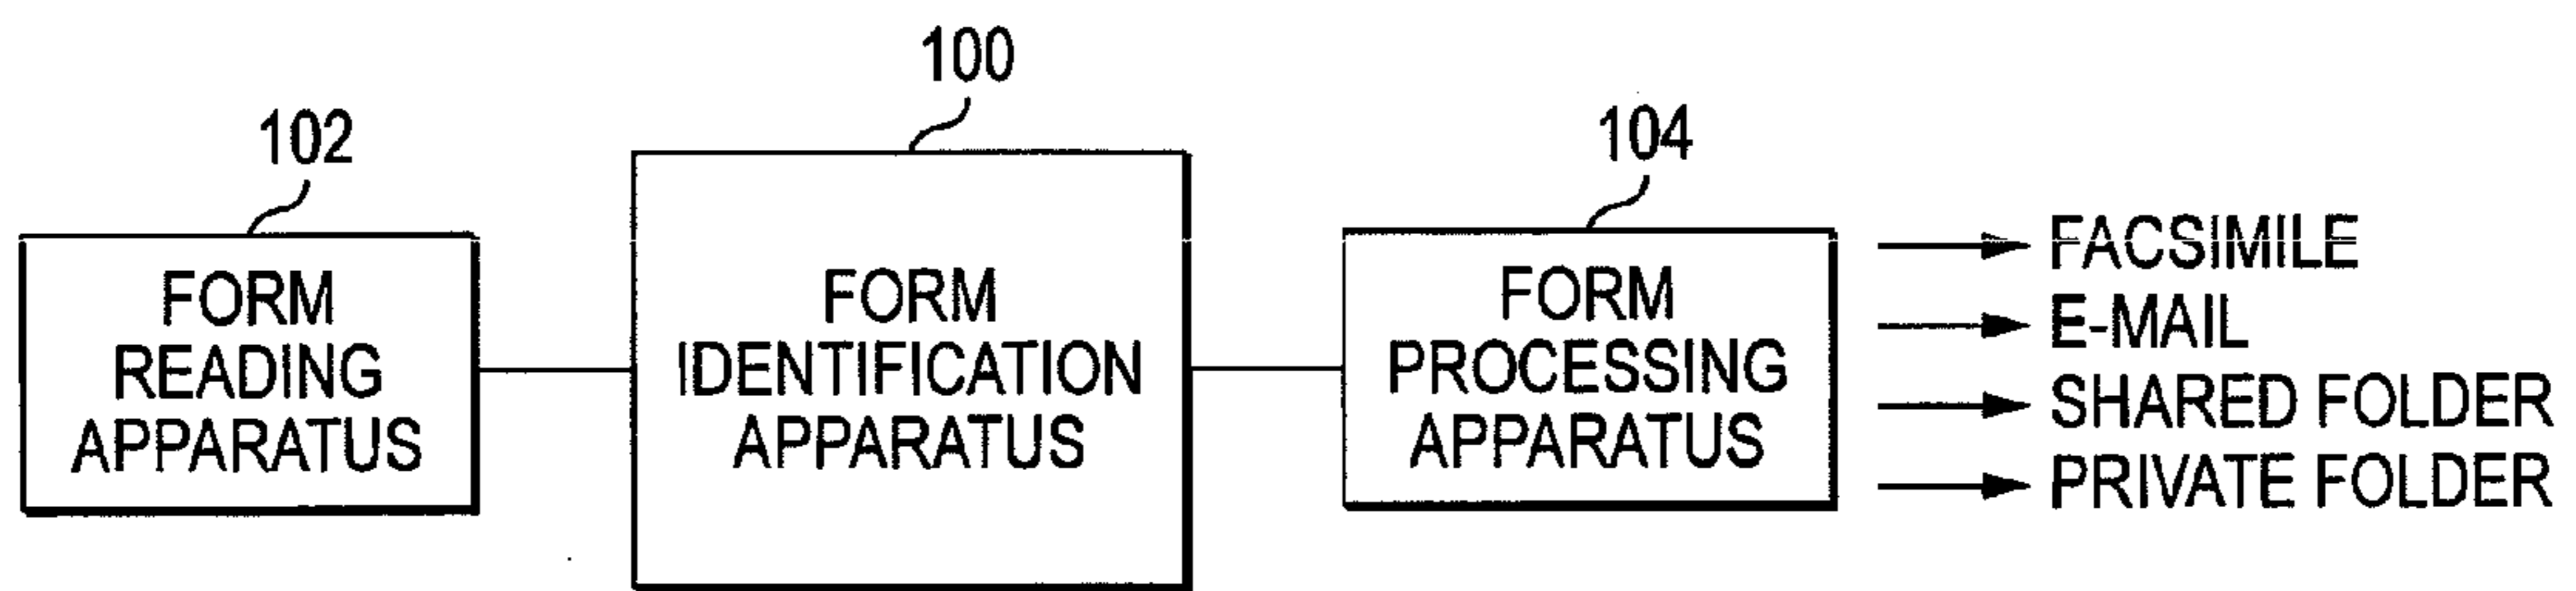 100
102
104
FORM
READING
APPARATUS
FORM
IDENTIFICATION
APPARATUS
FORM
PROCESSING
APPARATUS
FACSIMILE
E-MAIL
SHARED FOLDER
PRIVATE FOLDER